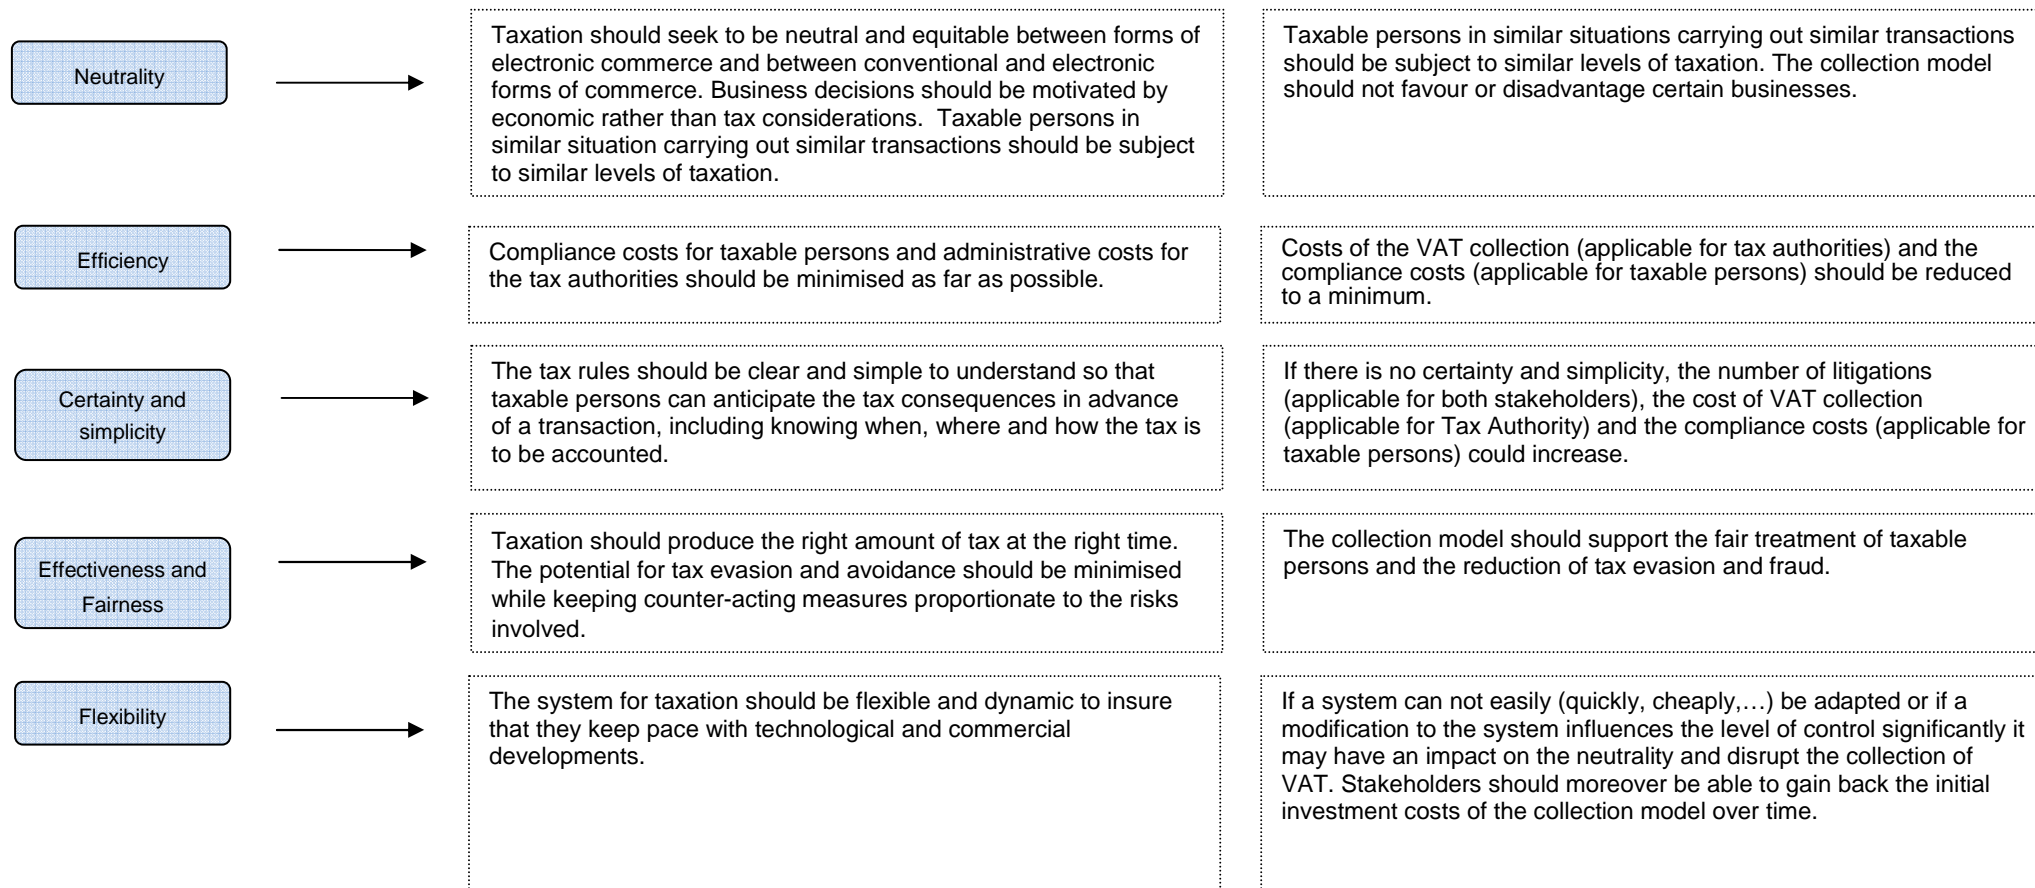 Neutrality
Taxation should seek to be neutral and equitable between forms of
electronic commerce and between conventional and electronic
forms of commerce. Business decisions should be motivated by
economic rather than tax considerations.  Taxable persons in
similar situation carrying out similar transactions should be subject
to similar levels of taxation.
Taxable persons in similar situations carrying out similar transactions
should be subject to similar levels of taxation. The collection model
should not favour or disadvantage certain businesses.
Efficiency
Compliance costs for taxable persons and administrative costs for
the tax authorities should be minimised as far as possible.
Costs of the VAT collection (applicable for tax authorities) and the
compliance costs (applicable for taxable persons) should be reduced
to a minimum.
Certainty and
simplicity
The tax rules should be clear and simple to understand so that
taxable persons can anticipate the tax consequences in advance
of a transaction, including knowing when, where and how the tax is
to be accounted.
If there is no certainty and simplicity, the number of litigations
(applicable for both stakeholders), the cost of VAT collection
(applicable for Tax Authority) and the compliance costs (applicable for
taxable persons) could increase.
Effectiveness and
Fairness
Taxation should produce the right amount of tax at the right time.
The potential for tax evasion and avoidance should be minimised
while keeping counter-acting measures proportionate to the risks
involved.
The collection model should support the fair treatment of taxable
persons and the reduction of tax evasion and fraud.
Flexibility
The system for taxation should be flexible and dynamic to insure
that they keep pace with technological and commercial
developments.
If a system can not easily (quickly, cheaply,…) be adapted or if a
modification to the system influences the level of control significantly it
may have an impact on the neutrality and disrupt the collection of
VAT. Stakeholders should moreover be able to gain back the initial
investment costs of the collection model over time.